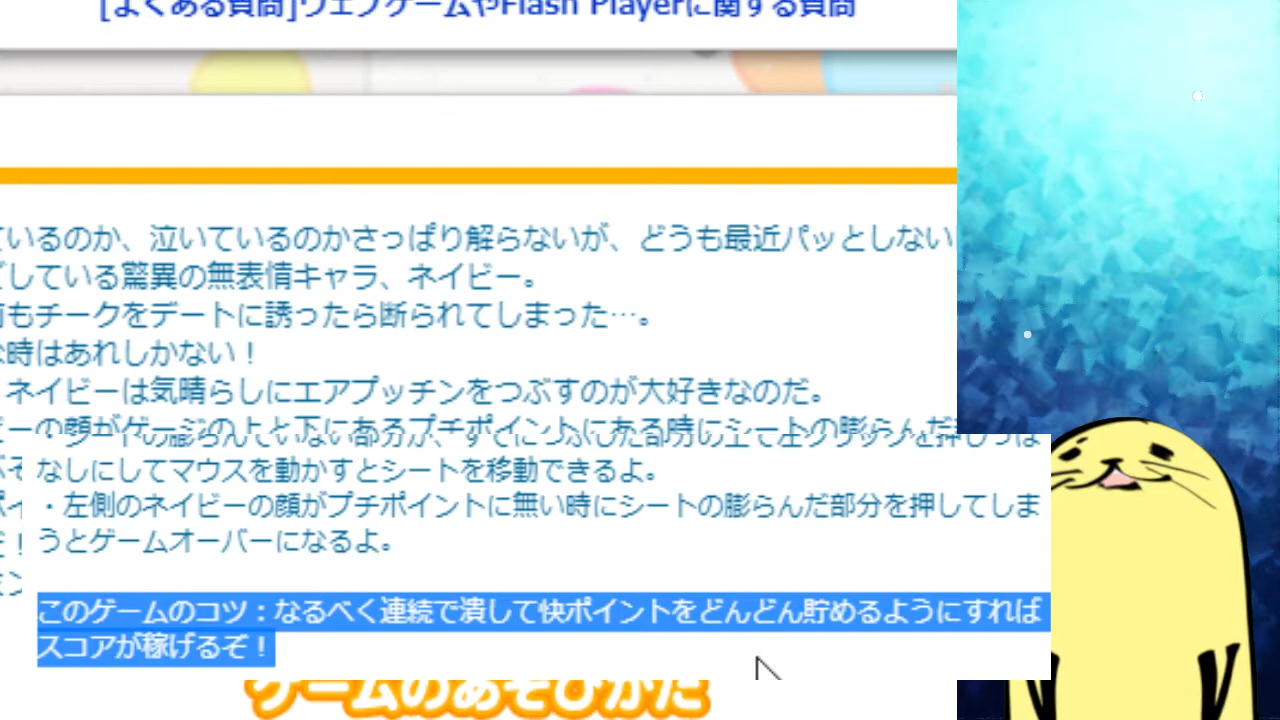 [よくある質問]ウェブゲームやFlash Playerに関する質問
ているのか、泣いているのかさっぱり解らないが、どうも最近パッとしない
している驚異の無表情キャラ、ネイビー。
もチークをデートに誘ったら断られてしまった…。
時はあれしかない！
ネイビーは気晴らしにエアプッチンをつぶすのが大好きなのだ。
なしにしてマウスを動かすとシートを移動できるよ。
・左側のネイビーの顔がプチポイントに無い時にシートの膨らんだ部分を押してしま
うとゲームオーバーになるよ。
このゲームのコツ：なるべく連続で潰して快ポイントをどんどん貯めるようにすれば
スコアが稼げるぞ！
ゲームのあそびかた